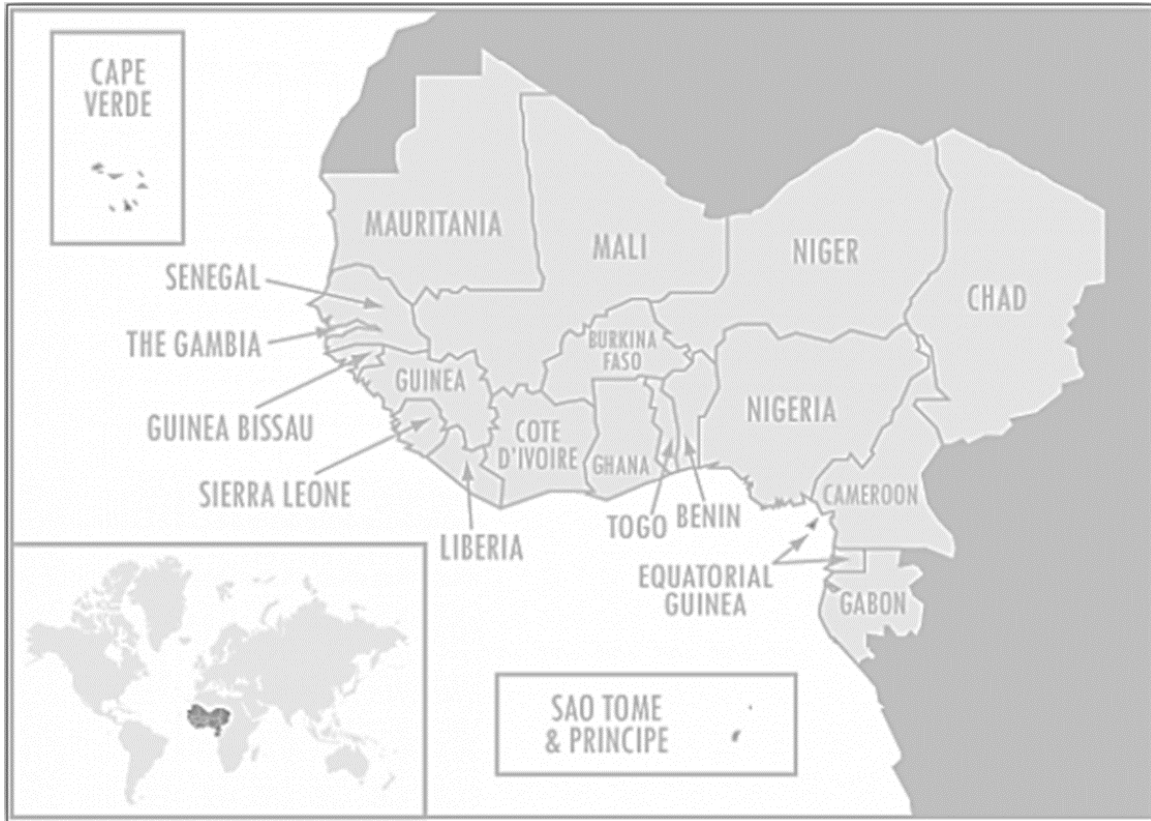 CAPE
VERDE
MAURITANIA
MALI
NIGER
CHAD
SENEGAL
THE GAMBIA
BURKINA
FASO
GUINEA
NIGERIA
GUINEA BISSAU
COTE
D'IVOIRE
GHANA
SIERRA LEONE
CAMEROON
TOGO
BENIN
LIBERIA
EQUATORIAL
GUINEA
GABON
SAO TOME
& PRINCIPE